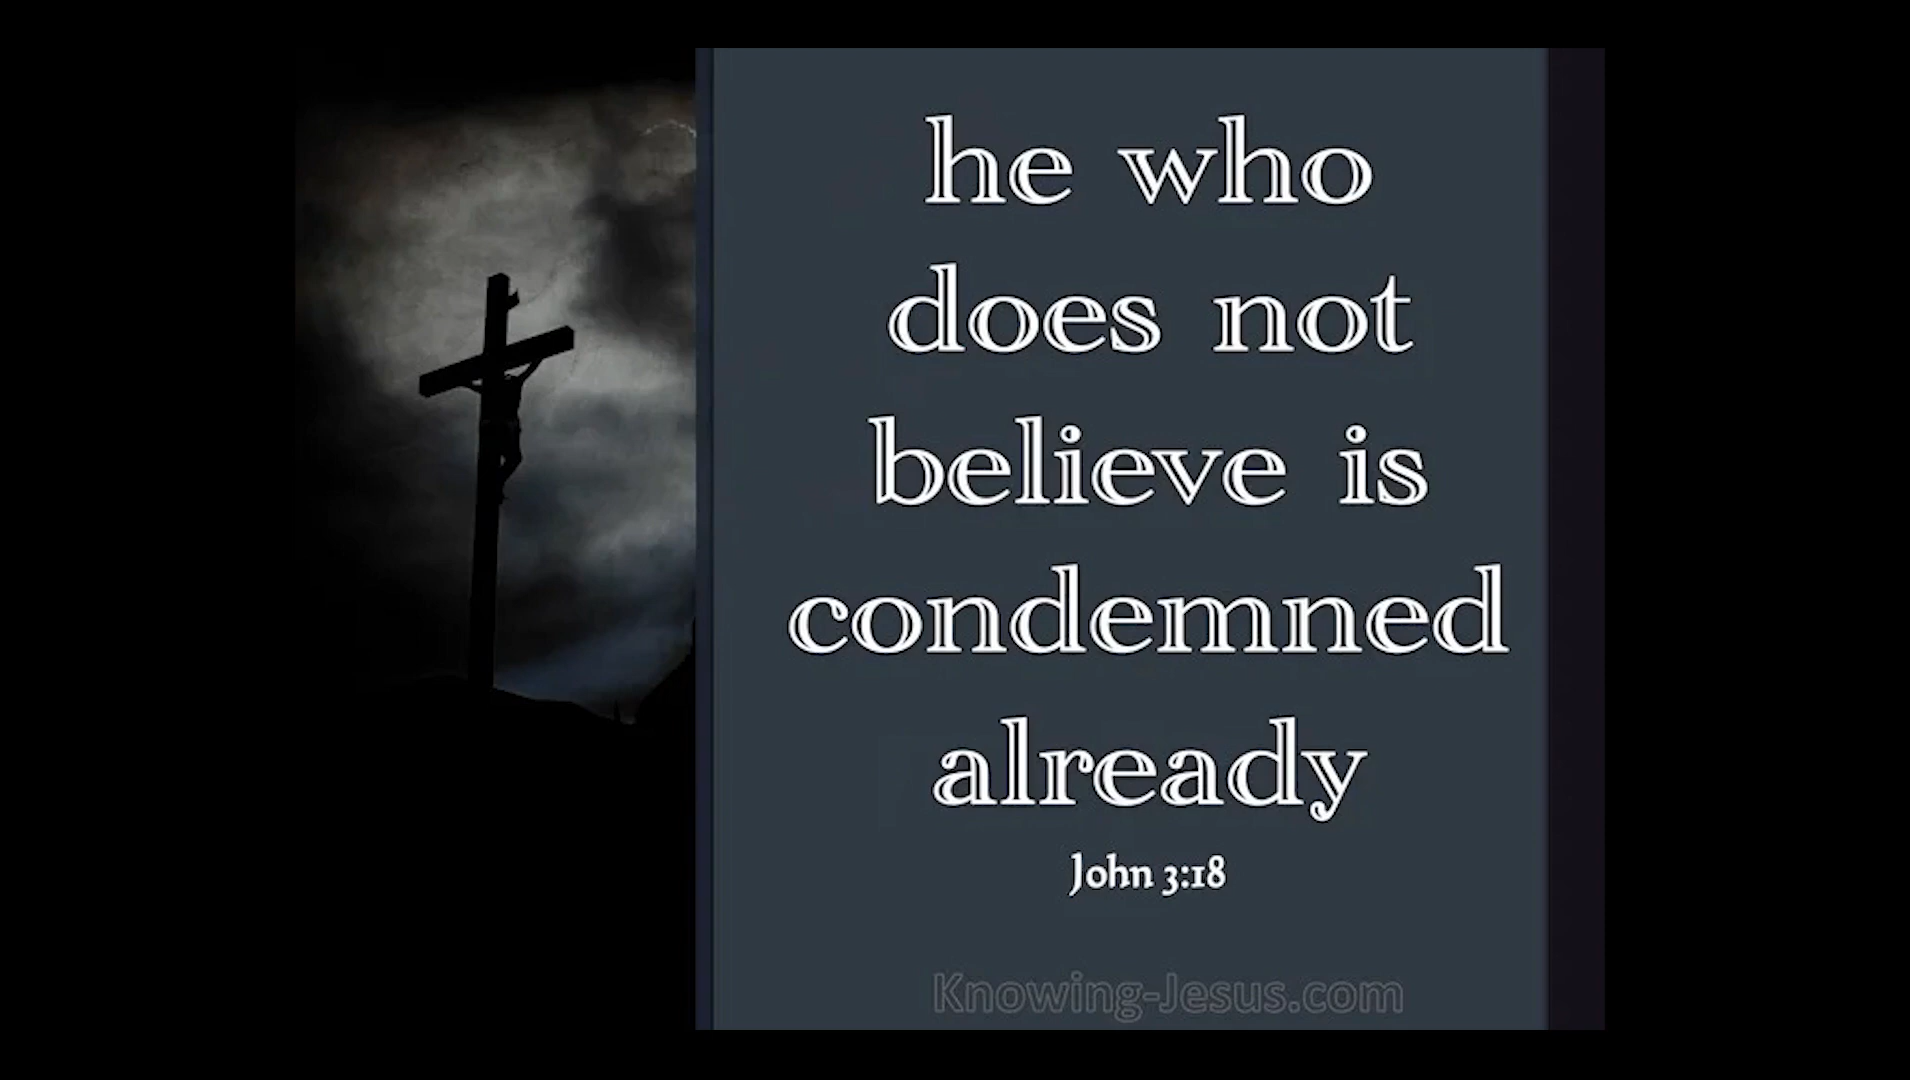 he who
does not
believe is
condemned
already
John 3:18
Knowing-Jesus.com